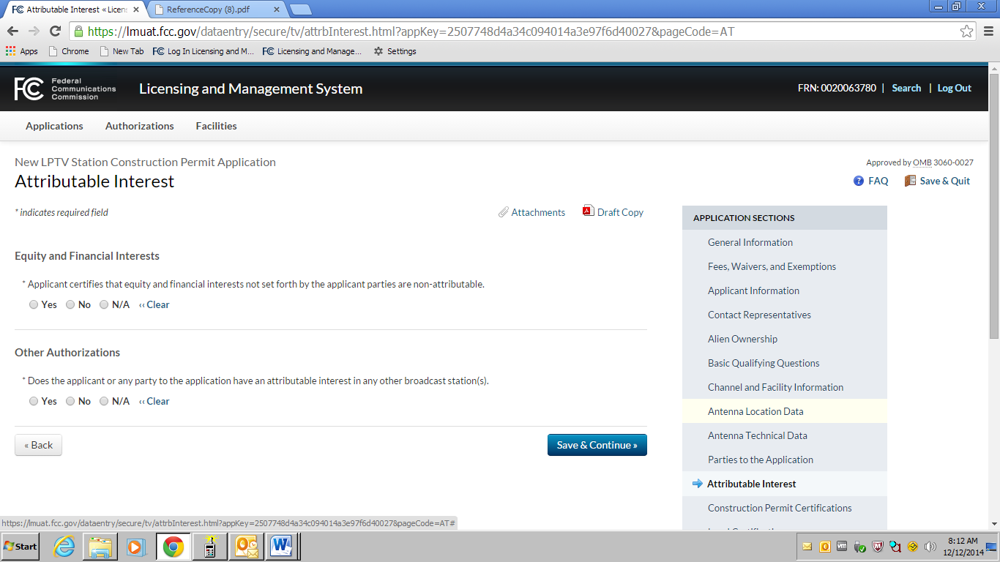 Attributable Interest « Licens
ReferenceCopy (8).pdf
https://lmuat.fcc.gov/dataentry/secure/tv/attrbInterest.html?appKey=2507748d4a34c094014a3e97f6d40027&pageCode=AT
Apps Chrome New Tab Log In Licensing and M... Licensing and Manage... Settings
FCC Federal Communications Commission
Licensing and Management System
FRN: 0020063780 | Search | Log Out
Applications Authorizations Facilities
New LPTV Station Construction Permit Application
Approved by OMB 3060-0027
Attributable Interest
FAQ Save & Quit
* indicates required field
Attachments Draft Copy
Equity and Financial Interests
* Applicant certifies that equity and financial interests not set forth by the applicant parties are non-attributable.
Yes No N/A ‹‹ Clear
Other Authorizations
* Does the applicant or any party to the application have an attributable interest in any other broadcast station(s).
Yes No N/A ‹‹ Clear
« Back
Save & Continue »
APPLICATION SECTIONS
General Information
Fees, Waivers, and Exemptions
Applicant Information
Contact Representatives
Alien Ownership
Basic Qualifying Questions
Channel and Facility Information
Antenna Location Data
Antenna Technical Data
Parties to the Application
Attributable Interest
Construction Permit Certifications
https://lmuat.fcc.gov/dataentry/secure/tv/attrbInterest.html?appKey=2507748d4a34c094014a3e97f6d40027&pageCode=AT#
Start
8:12 AM
12/12/2014